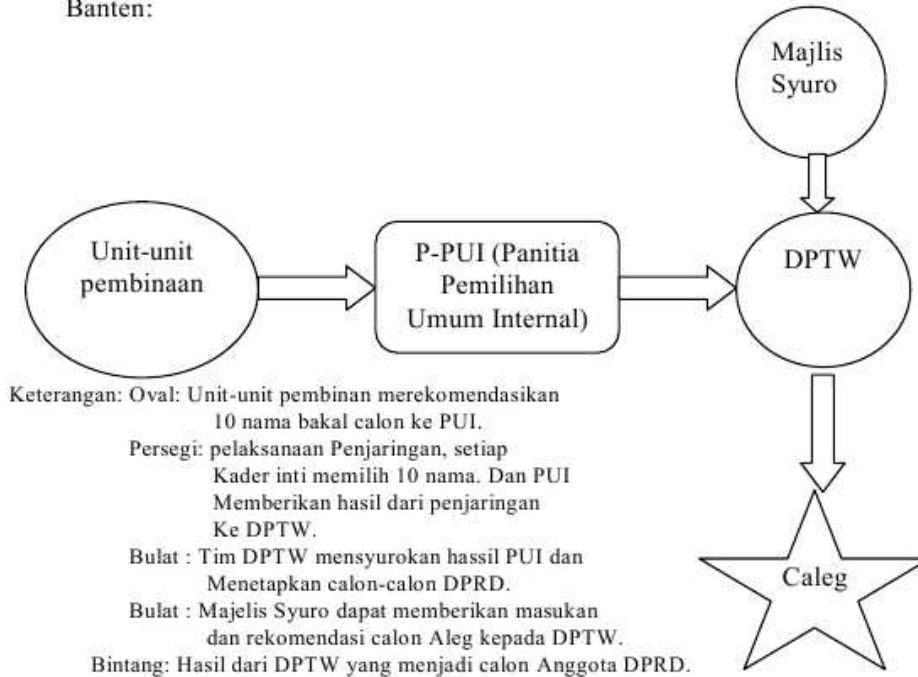 Banten:
Majlis
Syuro
Unit-unit
pembinaan
P-PUI (Panitia
Pemilihan
Umum Internal)
DPTW
Keterangan: Oval: Unit-unit pembinan merekomendasikan
10 nama bakal calon ke PUI.
Persegi: pelaksanaan Penjaringan, setiap
Kader inti memilih 10 nama. Dan PUI
Memberikan hasil dari penjaringan
Ke DPTW.
Bulat : Tim DPTW mensyurokan hassil PUI dan
Menetapkan calon-calon DPRD.
Bulat : Majelis Syuro dapat memberikan masukan
dan rekomendasi calon Aleg kepada DPTW.
Bintang: Hasil dari DPTW yang menjadi calon Anggota DPRD.
Caleg